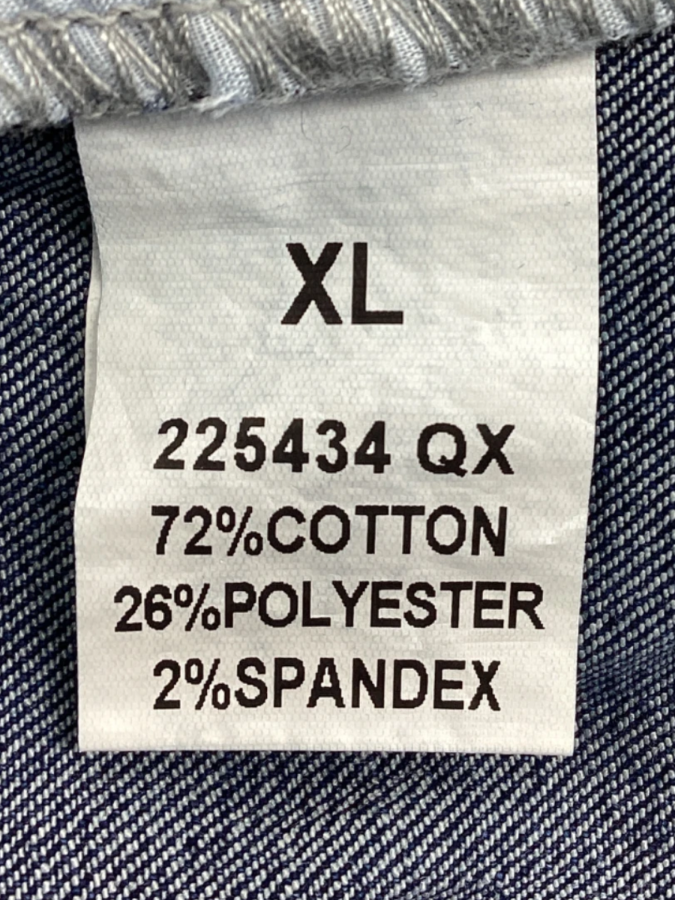 XL
225434 QX
72%COTTON
26%POLYESTER
2%SPANDEX